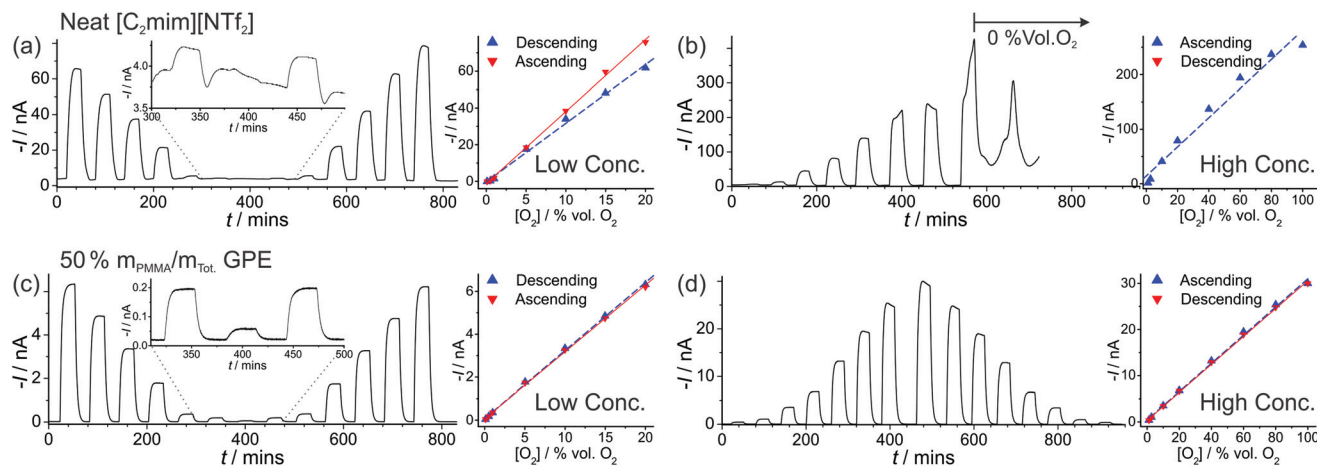 Neat [C₂mim][NTf₂]
(a)
60
40
20
0
-I / nA
0 200 400 600 800
t / mins
4.0
3.5
-I / nA
300 350 400 450
t / mins
Descending
Ascending
60
40
20
0
-I / nA
0 5 10 15 20
[O₂] / % vol. O₂
Low Conc.
(b)
0 %Vol.O₂
400
300
200
100
0
-I / nA
0 200 400 600 800
t / mins
Ascending
Descending
200
100
0
-I / nA
0 20 40 60 80 100
[O₂] / % vol. O₂
High Conc.
50 % mPMMA/mTot. GPE
(c)
6
4
2
0
-I / nA
0 200 400 600 800
t / mins
0.2
0.1
0.0
-I / nA
350 400 450 500
t / mins
Descending
Ascending
6
4
2
0
-I / nA
0 5 10 15 20
[O₂] / % vol. O₂
Low Conc.
(d)
30
20
10
0
-I / nA
0 200 400 600 800
t / mins
Ascending
Descending
30
20
10
0
-I / nA
0 20 40 60 80 100
[O₂] / % vol. O₂
High Conc.